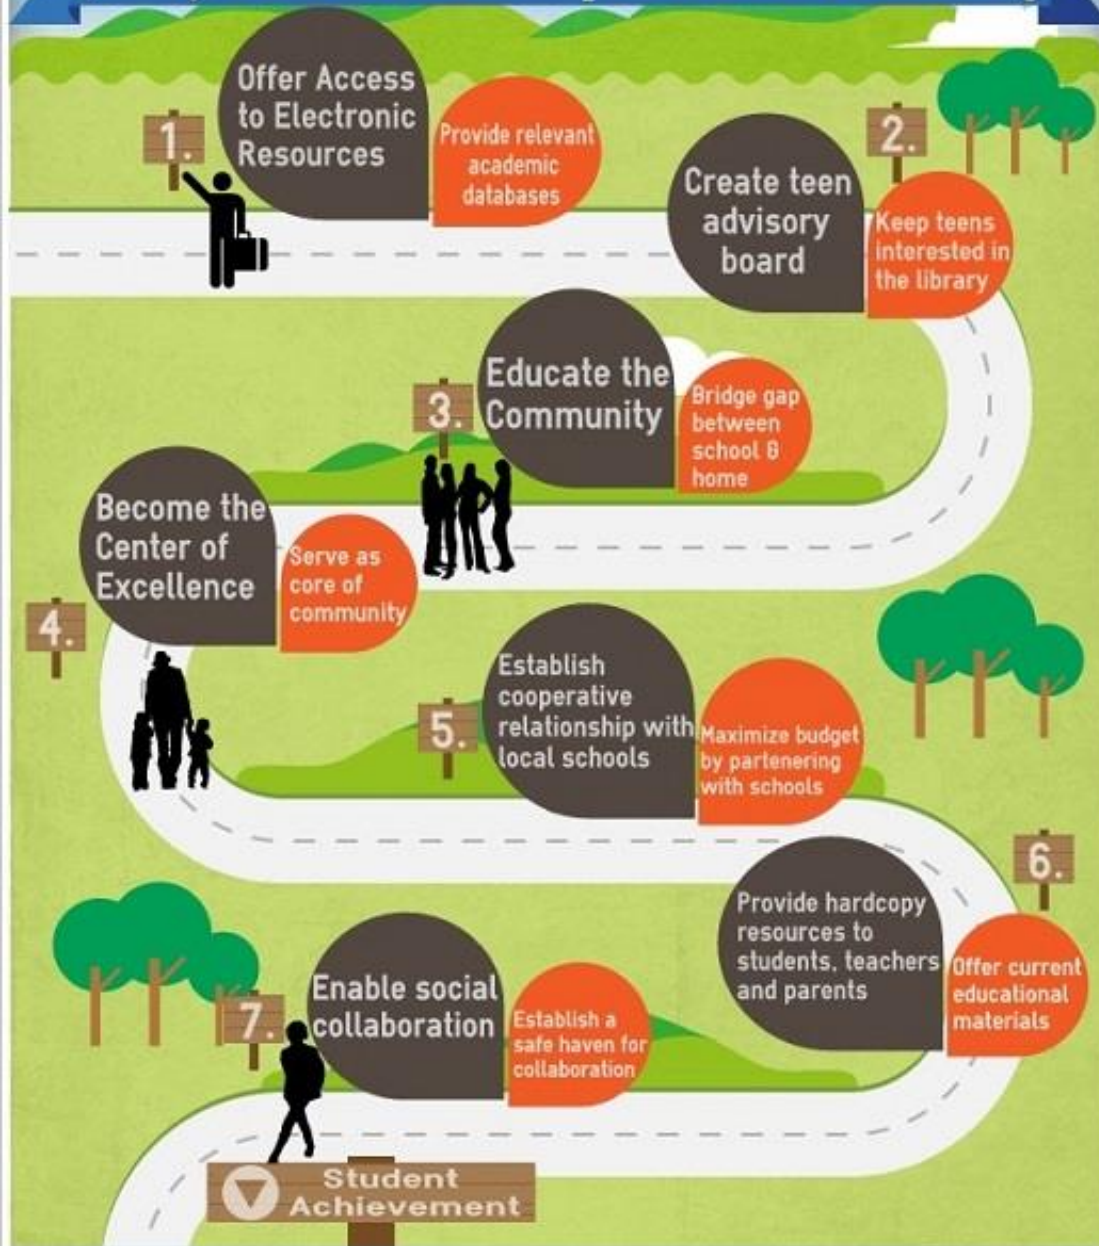 1.
Offer Access
to Electronic
Resources
Provide relevant
academic
databases
2.
Create teen
advisory
board
Keep teens
interested in
the library
3.
Educate the
Community
Bridge gap
between
school &
home
4.
Become the
Center of
Excellence
Serve as
core of
community
5.
Establish
cooperative
relationship with
local schools
Maximize budget
by partenering
with schools
6.
Provide hardcopy
resources to
students, teachers
and parents
Offer current
educational
materials
7.
Enable social
collaboration
Establish a
safe haven for
collaboration
Student
Achievement